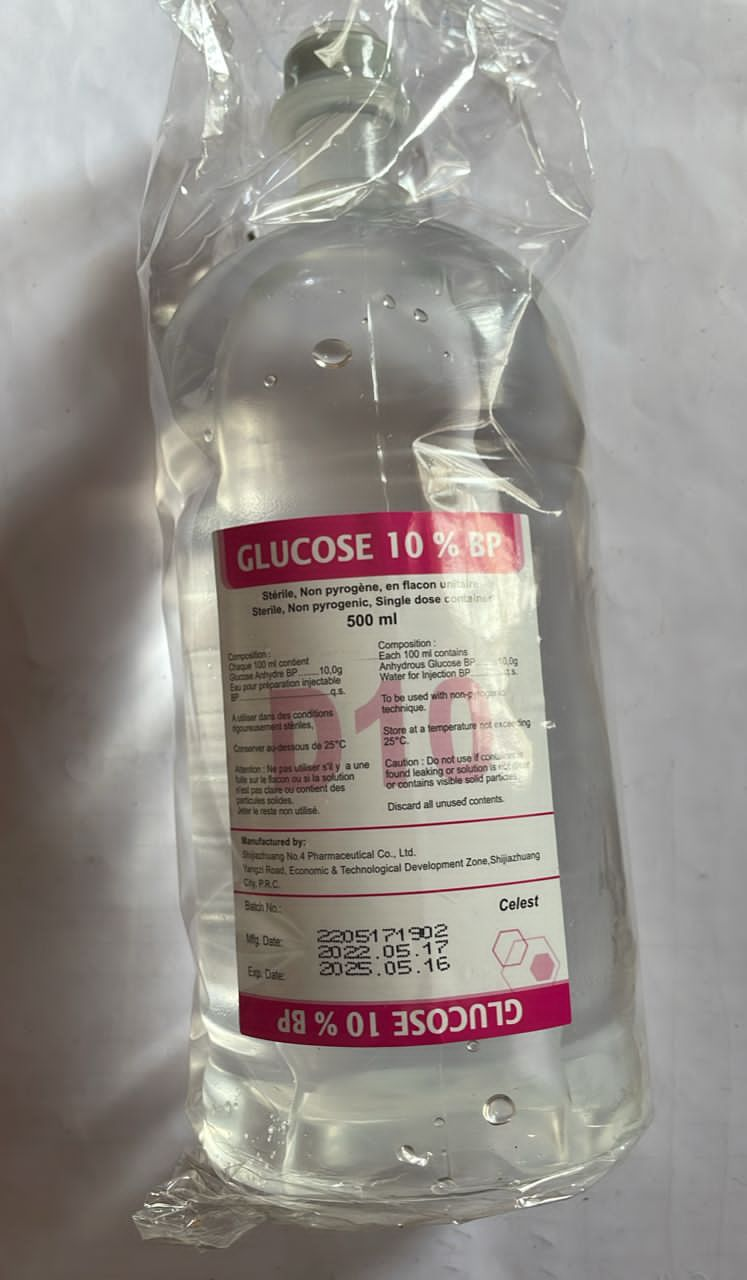 GLUCOSE 10 % BP
Stérile, Non pyrogène, en flacon unitaire
Sterile, Non pyrogenic, Single dose container
500 ml
Composition :
Chaque 100 ml contient
Glucose Anhydre BP.......10,0g
Eau pour préparation injectable
BP......................q.s.
A utiliser dans des conditions
rigoureusement stériles,
Conserver au-dessous de 25°C
Attention : Ne pas utiliser s'il y a une
fuite sur le flacon ou si la solution
n'est pas claire ou contient des
particules solides.
Jeter le reste non utilisé.
Composition :
Each 100 ml contains
Anhydrous Glucose BP.......10,0g
Water for Injection BP.........q.s.
To be used with non-pyrogenic
technique.
Store at a temperature not exceeding
25°C.
Caution : Do not use if container is
found leaking or solution is not clear
or contains visible solid particles.
Discard all unused contents.
D10
Manufactured by:
Shijiazhuang No.4 Pharmaceutical Co., Ltd.
Yangzi Road, Economic & Technological Development Zone,Shijiazhuang
City, P.R.C.
Batch No.: 2205171902
Celest
Mfg. Date: 2022.05.17
Exp. Date: 2025.05.16
GLUCOSE 10 % BP